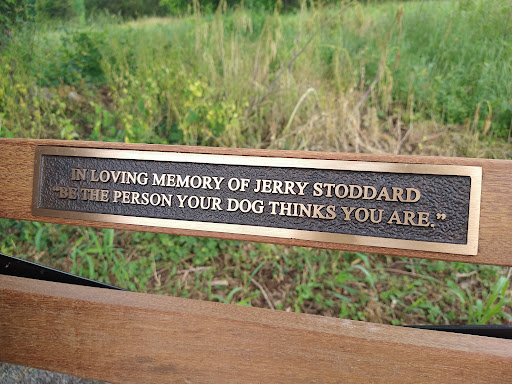 IN LOVING MEMORY OF JERRY STODDARD
"BE THE PERSON YOUR DOG THINKS YOU ARE."